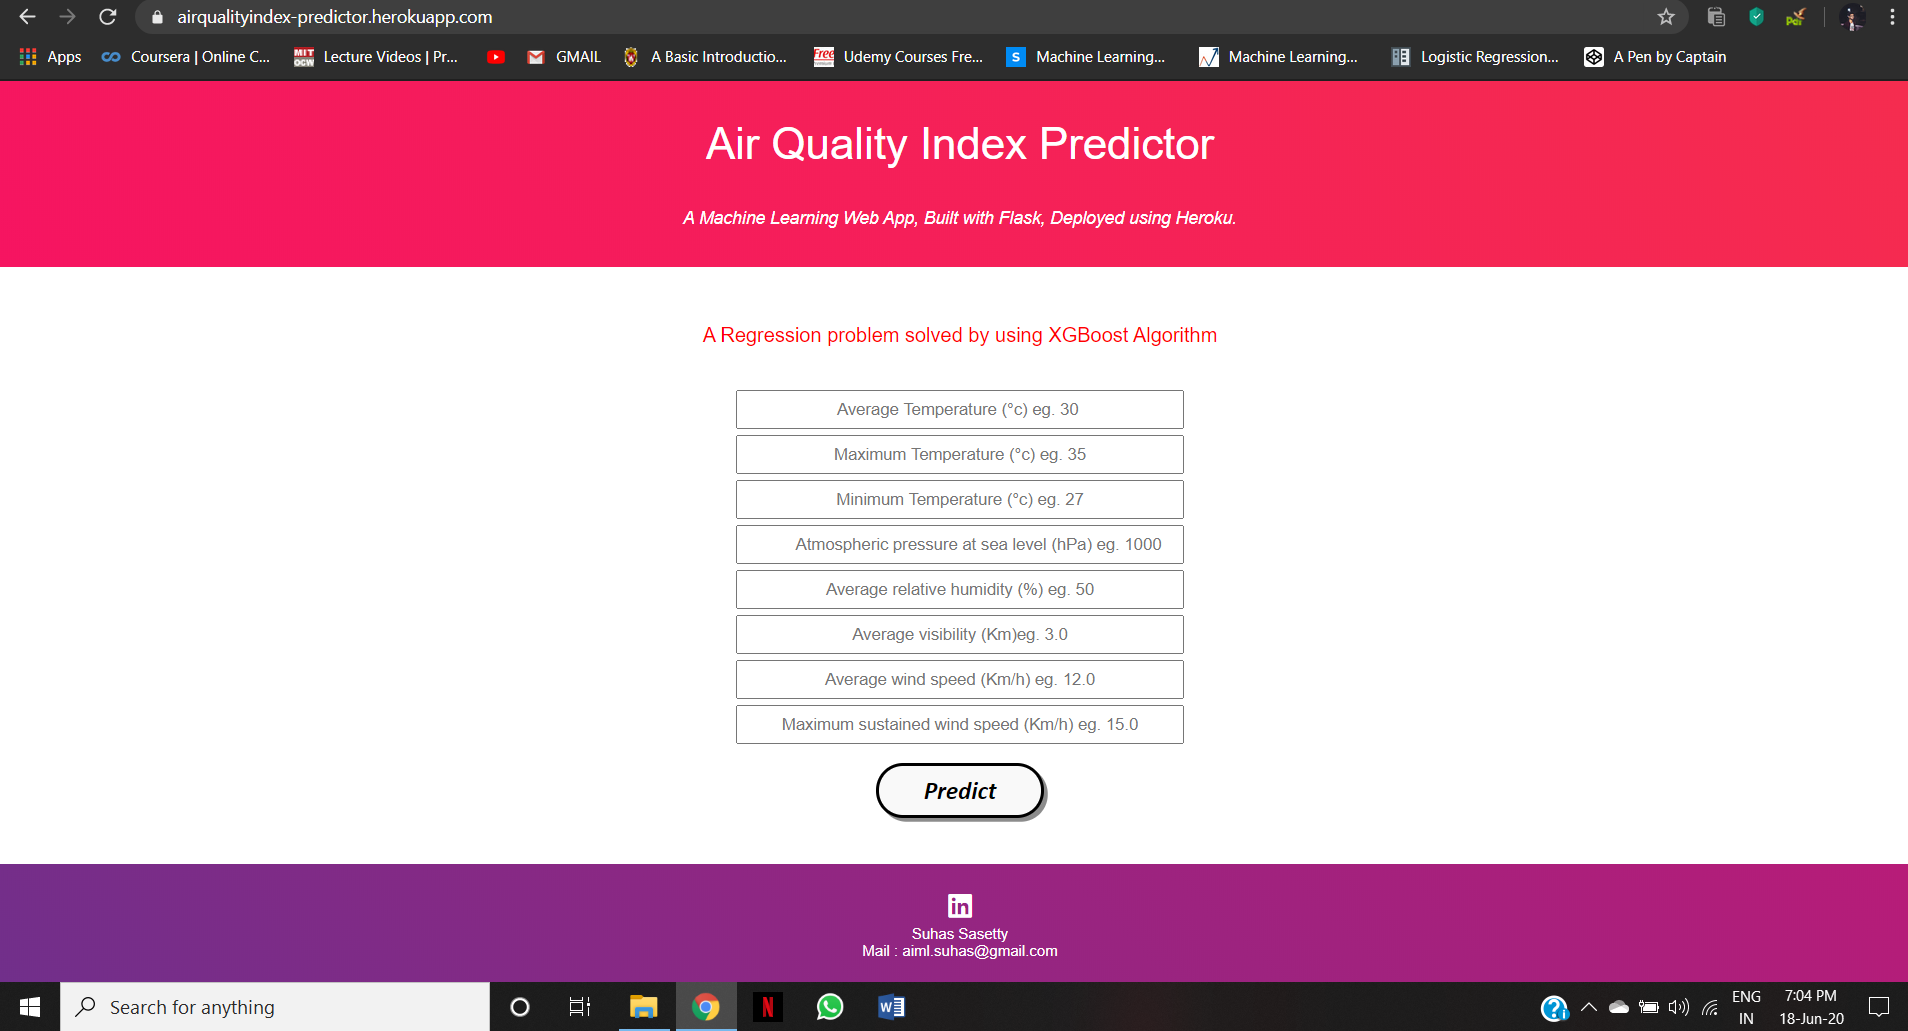 airqualityindex-predictor.herokuapp.com
Apps
Coursera | Online C...
MIT OCW
Lecture Videos | Pr...
GMAIL
A Basic Introductio...
Free
Udemy Courses Fre...
S
Machine Learning...
Machine Learning...
Logistic Regression...
A Pen by Captain
Air Quality Index Predictor
A Machine Learning Web App, Built with Flask, Deployed using Heroku.
A Regression problem solved by using XGBoost Algorithm
Average Temperature (°c) eg. 30
Maximum Temperature (°c) eg. 35
Minimum Temperature (°c) eg. 27
Atmospheric pressure at sea level (hPa) eg. 1000
Average relative humidity (%) eg. 50
Average visibility (Km)eg. 3.0
Average wind speed (Km/h) eg. 12.0
Maximum sustained wind speed (Km/h) eg. 15.0
Predict
in
Suhas Sasetty
Mail : aiml.suhas@gmail.com
Search for anything
N
W
ENG
IN
7:04 PM
18-Jun-20